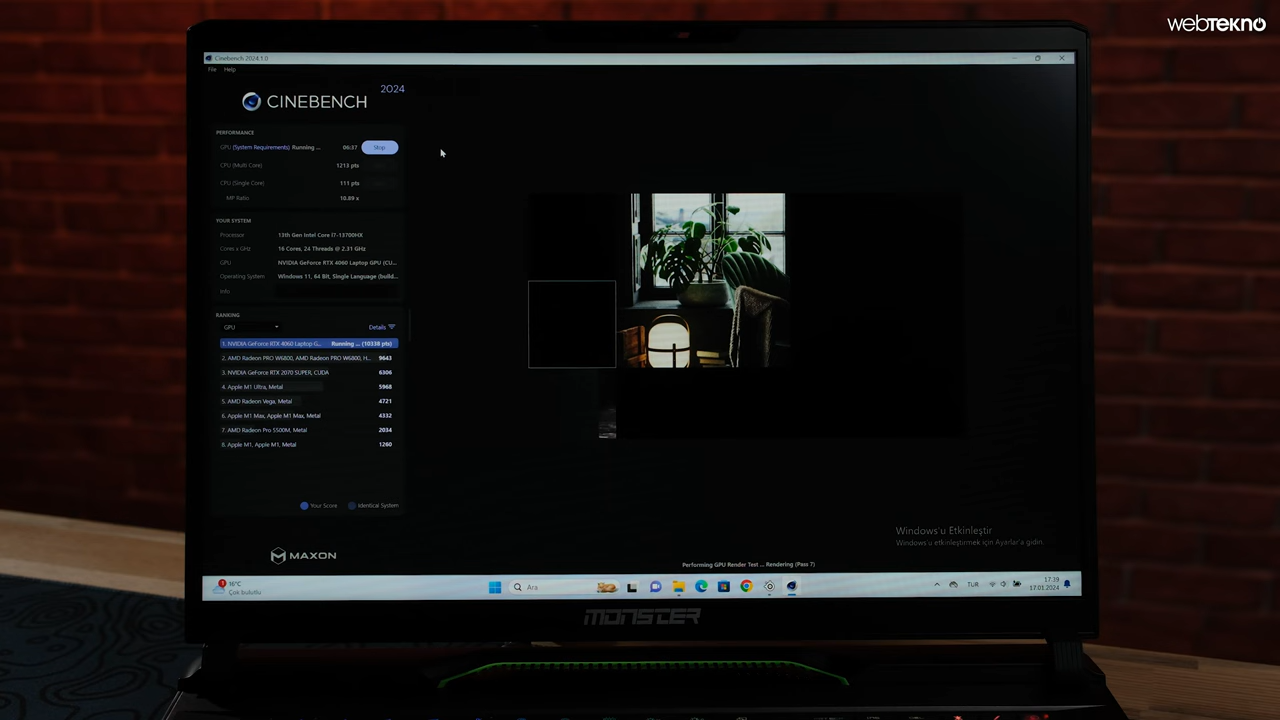 webtekno
Cinebench 2024.1.0
File Help
CINEBENCH 2024
PERFORMANCE
GPU (System Requirements) Running ... 06:37 Stop
CPU (Multi Core) 1213 pts
CPU (Single Core) 111 pts
MP Ratio 10.89 x
YOUR SYSTEM
Processor 13th Gen Intel Core i7-13700HX
Cores x GHz 16 Cores, 24 Threads @ 2.31 GHz
GPU NVIDIA GeForce RTX 4060 Laptop GPU (CU...
Operating System Windows 11, 64 Bit, Single Language (build...
Info
RANKING
GPU Details
1. NVIDIA GeForce RTX 4060 Laptop G... Running ... (10338 pts)
2. AMD Radeon PRO W6800, AMD Radeon PRO W6800, H... 9643
3. NVIDIA GeForce RTX 2070 SUPER, CUDA 6306
4. Apple M1 Ultra, Metal 5968
5. AMD Radeon Vega, Metal 4721
6. Apple M1 Max, Apple M1 Max, Metal 4332
7. AMD Radeon Pro 5500M, Metal 2034
8. Apple M1, Apple M1, Metal 1260
Your Score Identical System
Windows'u Etkinleştir
Windows'u etkinleştirmek için Ayarlar'a gidin.
MAXON
Performing GPU Render Test ... Rendering (Pass 7)
1
16°C
Çok bulutlu
Ara
TUR
17:39
17.01.2024
MONSTER